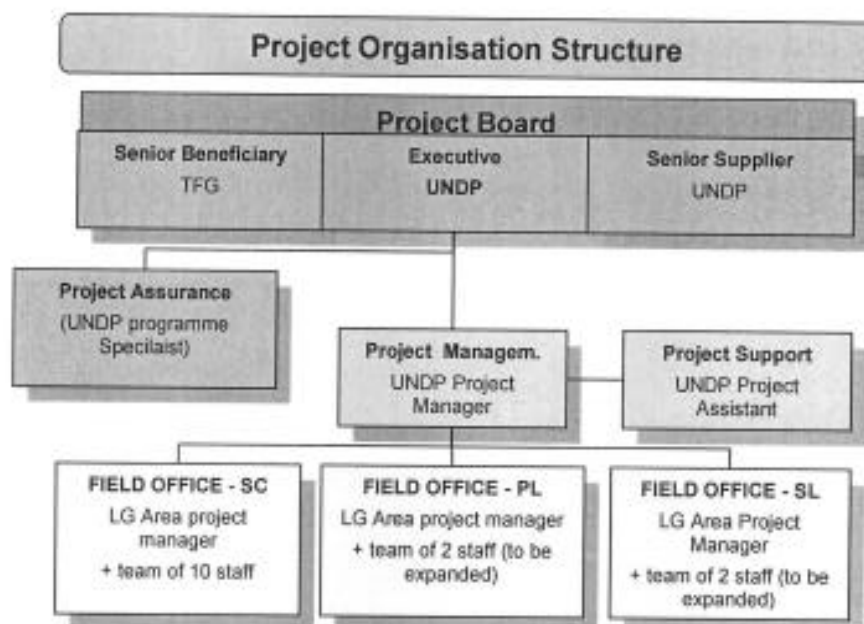 Project Organisation Structure
Project Board
Senior Beneficiary
TFG
Executive
UNDP
Senior Supplier
UNDP
Project Assurance
(UNDP programme
Specilaist)
Project Managem.
UNDP Project
Manager
Project Support
UNDP Project
Assistant
FIELD OFFICE - SC
LG Area project
manager
+ team of 10 staff
FIELD OFFICE - PL
LG Area project manager
+ team of 2 staff (to be
expanded)
FIELD OFFICE - SL
LG Area Project
Manager
+ team of 2 staff (to be
expanded)